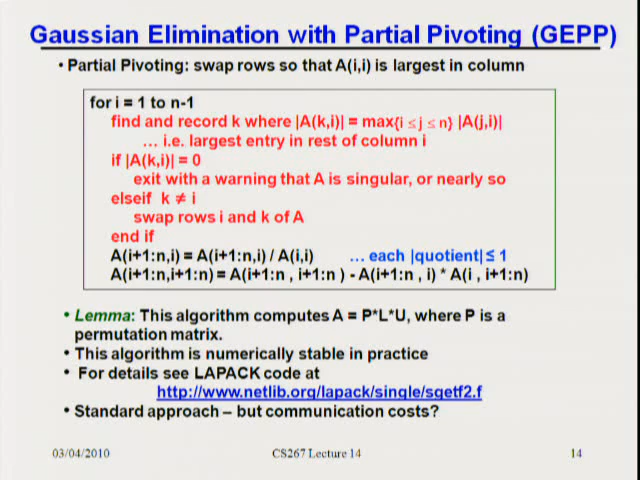 Gaussian Elimination with Partial Pivoting (GEPP)
• Partial Pivoting: swap rows so that A(i,i) is largest in column
for i = 1 to n-1
find and record k where |A(k,i)| = max{i ≤ j ≤ n} |A(j,i)|
… i.e. largest entry in rest of column i
if |A(k,i)| = 0
exit with a warning that A is singular, or nearly so
elseif k ≠ i
swap rows i and k of A
end if
A(i+1:n,i) = A(i+1:n,i) / A(i,i) … each |quotient| ≤ 1
A(i+1:n,i+1:n) = A(i+1:n , i+1:n ) - A(i+1:n , i) * A(i , i+1:n)
• Lemma: This algorithm computes A = P*L*U, where P is a
permutation matrix.
• This algorithm is numerically stable in practice
• For details see LAPACK code at
http://www.netlib.org/lapack/single/sgetf2.f
• Standard approach – but communication costs?
03/04/2010 CS267 Lecture 14 14